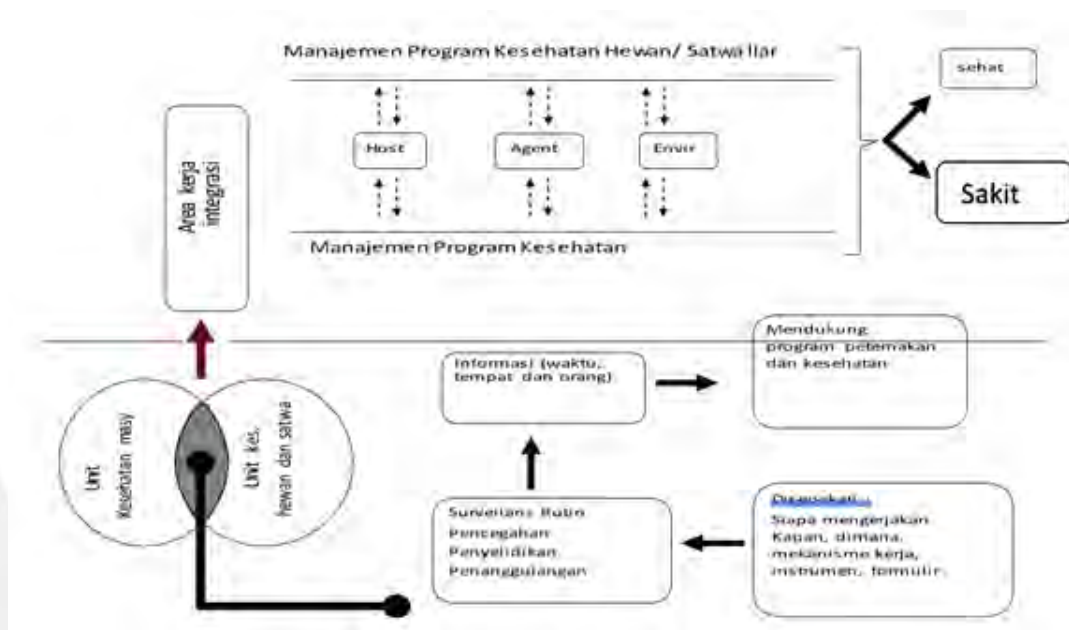 Manajemen Program Kesehatan Hewan/ Satwa liar
sehat
Host
Agent
Envir
Sakit
Area kerja
integrasi
Manajemen Program Kesehatan
Mendukung
program peternakan
dan kesehatan
Informasi (waktu,
tempat dan orang)
Unit
Kesehatan masy
Unit kes.
hewan dan satwa
Surveilans Rutin
Pencegahan
Penyelidikan
Penanggulangan
Siapa mengerjakan
Kapan, dimana,
mekanisme kerja,
instrumen, formulir.